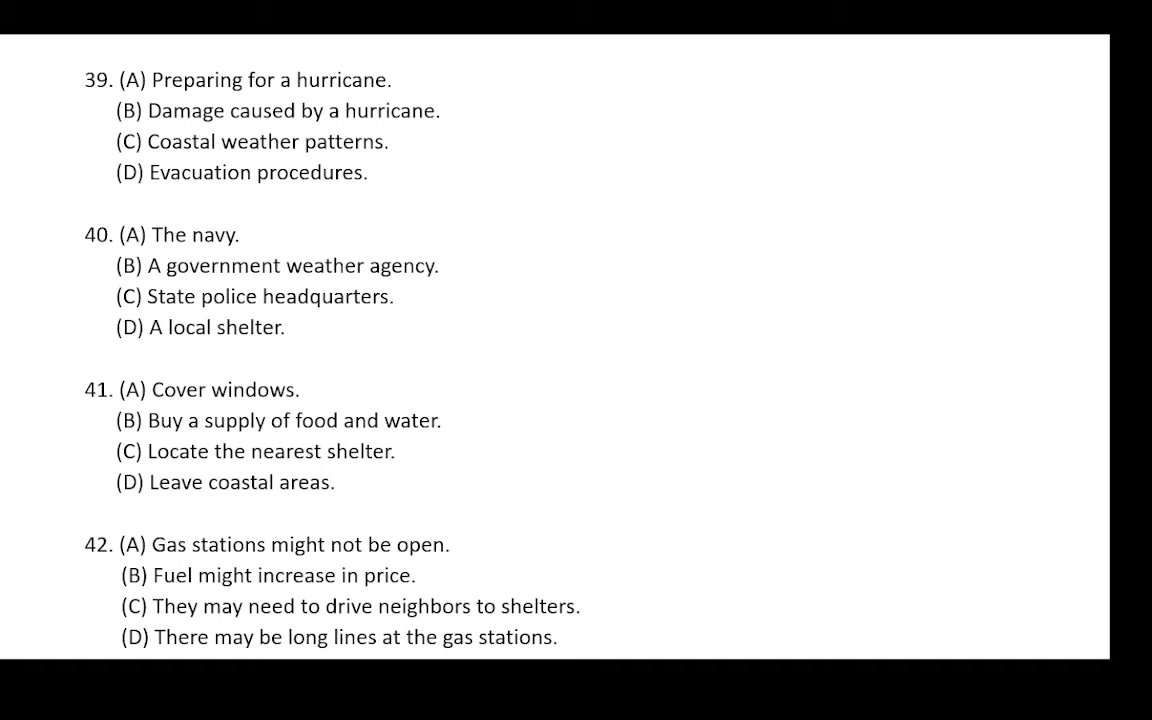 39. (A) Preparing for a hurricane.
(B) Damage caused by a hurricane.
(C) Coastal weather patterns.
(D) Evacuation procedures.
40. (A) The navy.
(B) A government weather agency.
(C) State police headquarters.
(D) A local shelter.
41. (A) Cover windows.
(B) Buy a supply of food and water.
(C) Locate the nearest shelter.
(D) Leave coastal areas.
42. (A) Gas stations might not be open.
(B) Fuel might increase in price.
(C) They may need to drive neighbors to shelters.
(D) There may be long lines at the gas stations.